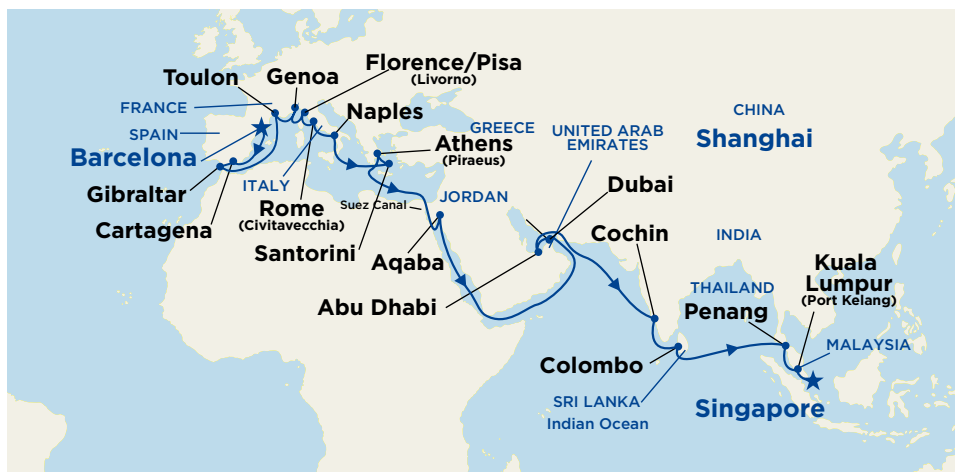 Florence/Pisa
(Livorno)
Genoa
Toulon
FRANCE
Naples
SPAIN
Barcelona
GREECE
Athens
(Piraeus)
UNITED ARAB
EMIRATES
CHINA
Shanghai
Gibraltar
ITALY
Cartagena
Rome
(Civitavecchia)
Suez Canal
JORDAN
Dubai
Santorini
Aqaba
Abu Dhabi
Cochin
INDIA
Kuala
Lumpur
(Port Kelang)
THAILAND
Penang
MALAYSIA
Colombo
SRI LANKA
Indian Ocean
Singapore